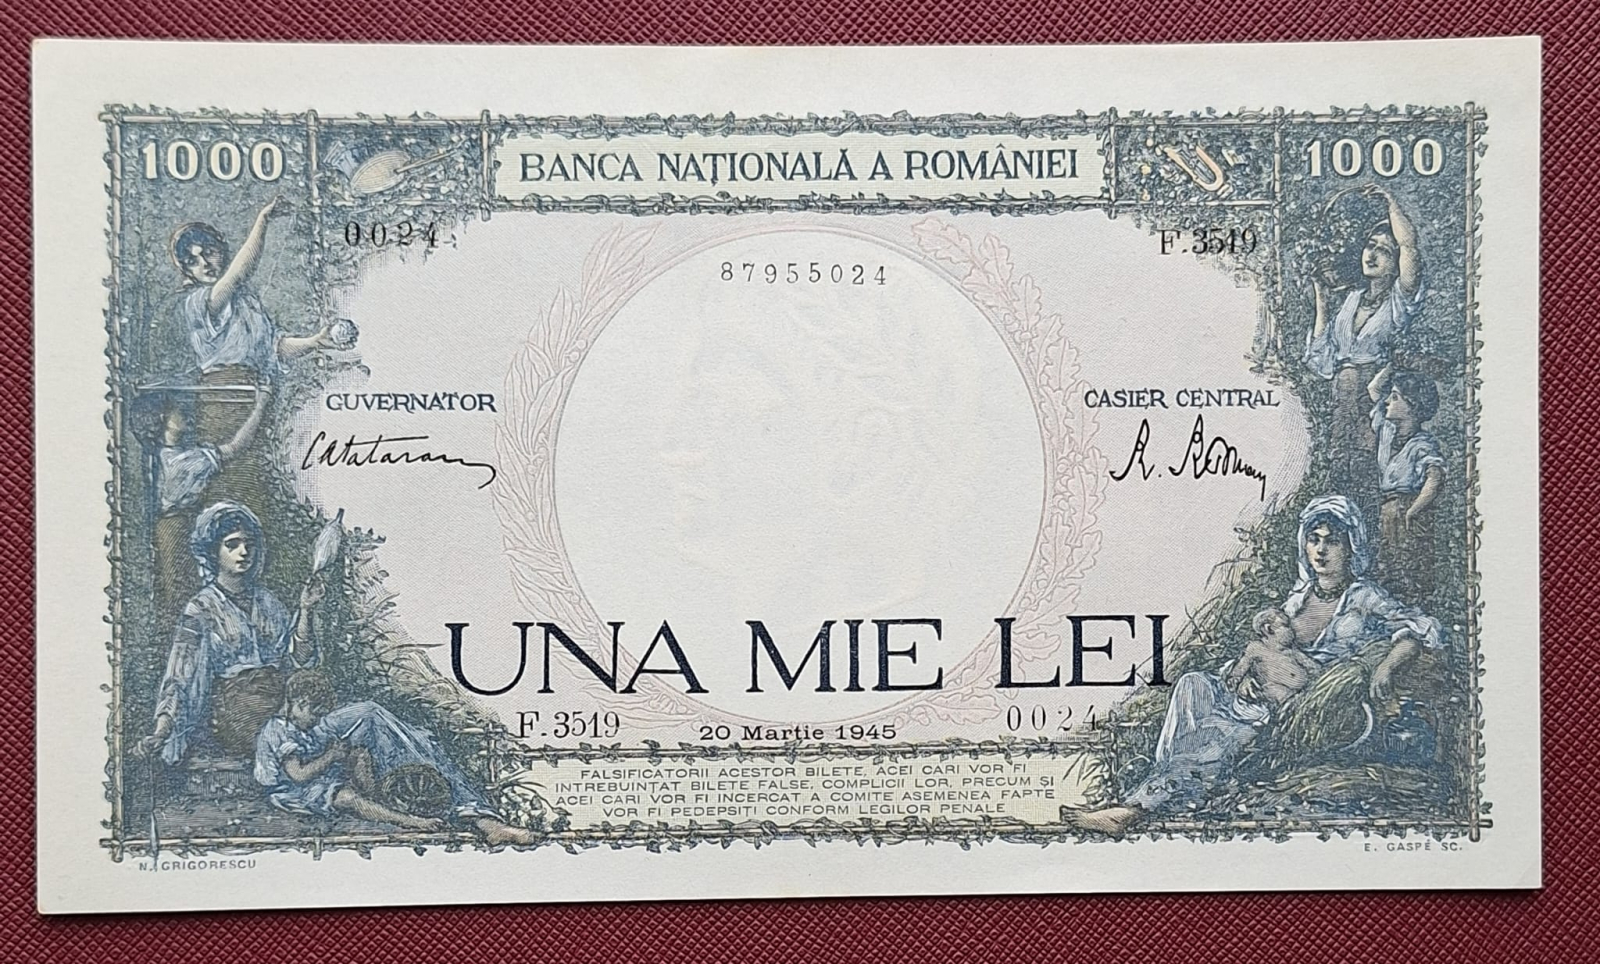 1000
BANCA NAȚIONALĂ A ROMÂNIEI
1000
0024
F.3519
87955024
GUVERNATOR
CASIER CENTRAL
UNA MIE LEI
F.3519
20 Martie 1945
0024
FALSIFICATORII ACESTOR BILETE, ACEI CARI VOR FI
INTREBUINȚAT BILETE FALSE, COMPLICII LOR, PRECUM ȘI
ACEI CARI VOR FI INCERCAT A COMITE ASEMENEA FAPTE
VOR FI PEDEPSIȚI CONFORM LEGILOR PENALE
N. GRIGORESCU
E. GASPÉ SC.